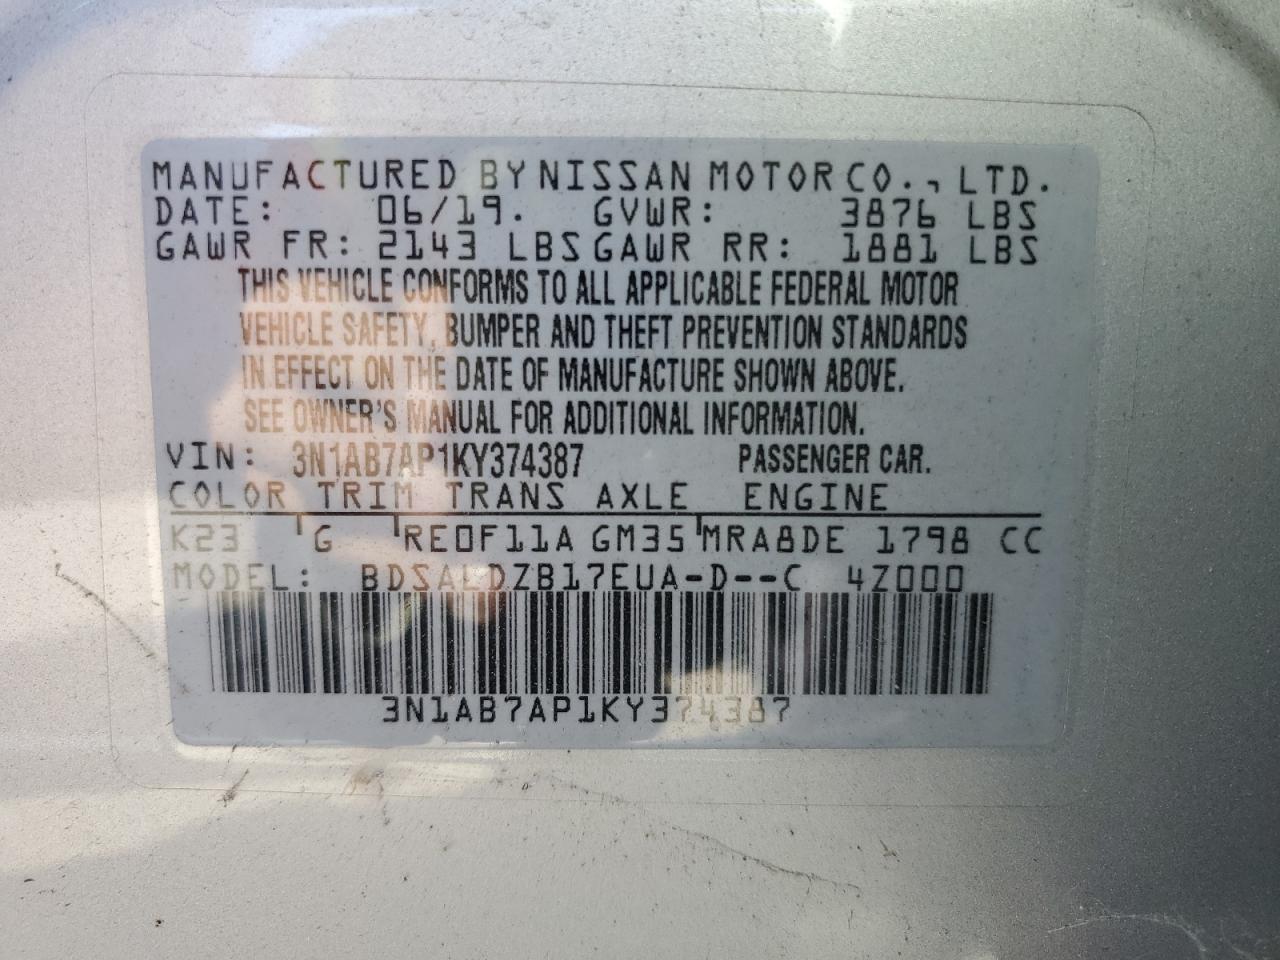 MANUFACTURED BY NISSAN MOTOR CO., LTD.
DATE: 06/19. GVWR: 3876 LBS
GAWR FR: 2143 LBS GAWR RR: 1881 LBS
THIS VEHICLE CONFORMS TO ALL APPLICABLE FEDERAL MOTOR
VEHICLE SAFETY, BUMPER AND THEFT PREVENTION STANDARDS
IN EFFECT ON THE DATE OF MANUFACTURE SHOWN ABOVE.
SEE OWNER'S MANUAL FOR ADDITIONAL INFORMATION.
VIN: 3N1AB7AP1KY374387 PASSENGER CAR.
COLOR TRIM TRANS AXLE ENGINE
K23 G RE0F11A GM35 MRA8DE 1798 CC
MODEL: BDSALDZB17EUA-D--C 4Z000
3N1AB7AP1KY374387